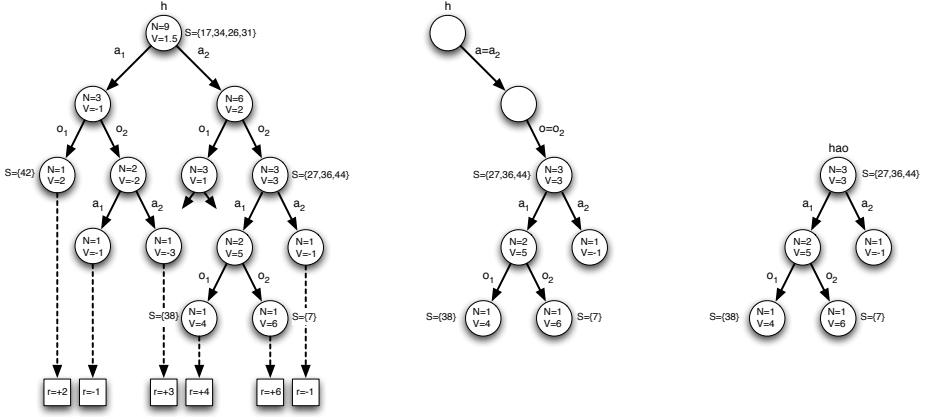 h
N=9
V=1.5
S={17,34,26,31}
a1
a2
N=3
V=-1
N=6
V=2
o1
o2
o1
o2
S={42}
N=1
V=2
N=2
V=-2
N=3
V=1
N=3
V=3
S={27,36,44}
a1
a2
a1
a2
N=1
V=-1
N=1
V=-3
N=2
V=5
N=1
V=-1
o1
o2
S={38}
N=1
V=4
N=1
V=6
S={7}
r=+2
r=-1
r=+3
r=+4
r=+6
r=-1
h
a=a2
o=o2
S={27,36,44}
N=3
V=3
a1
a2
N=2
V=5
N=1
V=-1
o1
o2
S={38}
N=1
V=4
N=1
V=6
S={7}
hao
N=3
V=3
S={27,36,44}
a1
a2
N=2
V=5
N=1
V=-1
o1
o2
S={38}
N=1
V=4
N=1
V=6
S={7}